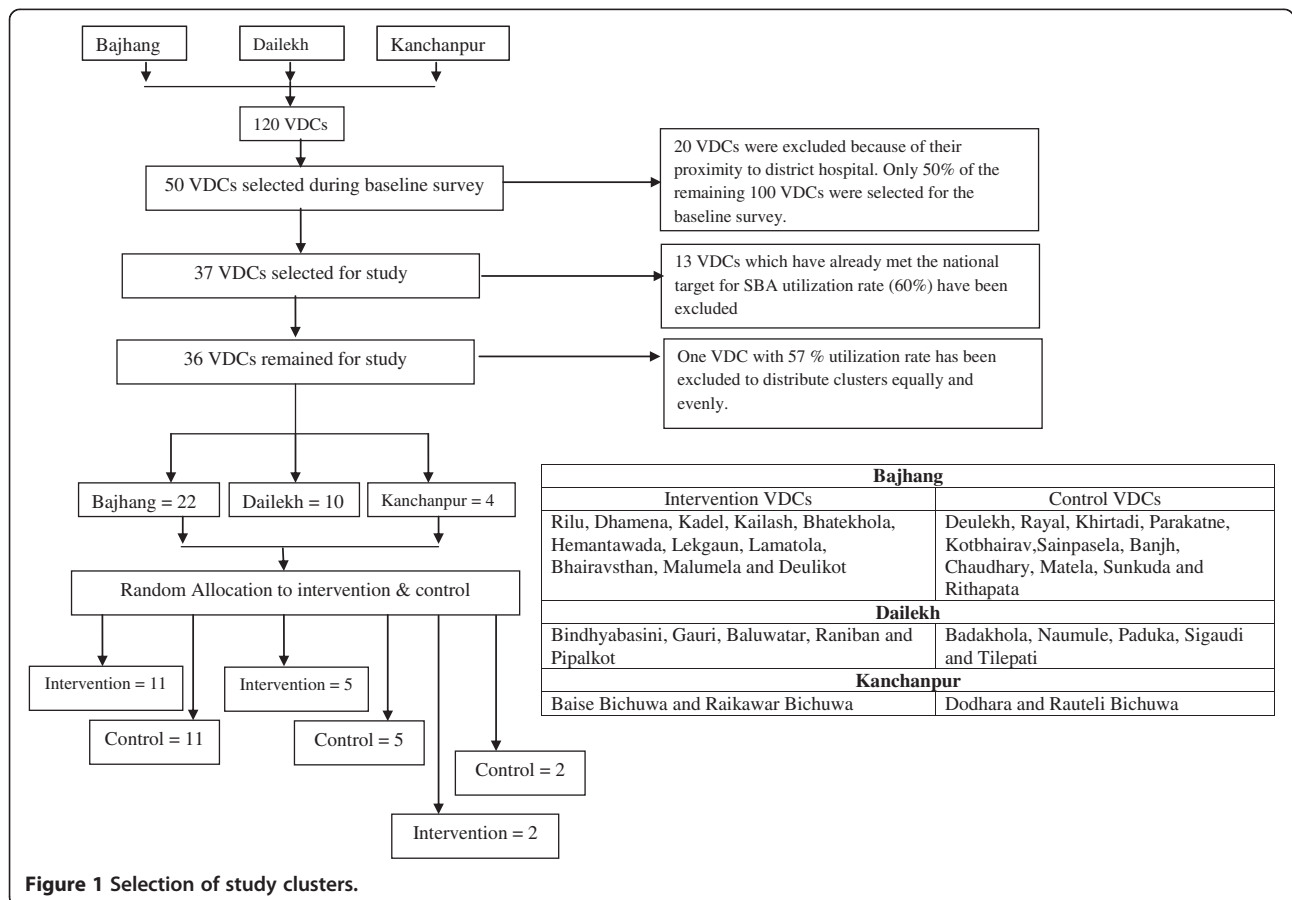 Bajhang
Dailekh
Kanchanpur
120 VDCs
50 VDCs selected during baseline survey
20 VDCs were excluded because of their
proximity to district hospital. Only 50% of the
remaining 100 VDCs were selected for the
baseline survey.
37 VDCs selected for study
13 VDCs which have already met the national
target for SBA utilization rate (60%) have been
excluded
36 VDCs remained for study
One VDC with 57 % utilization rate has been
excluded to distribute clusters equally and
evenly.
Bajhang = 22
Dailekh = 10
Kanchanpur = 4
Random Allocation to intervention & control
Intervention = 11
Intervention = 5
Control = 11
Control = 5
Control = 2
Intervention = 2
Bajhang
Intervention VDCs
Control VDCs
Rilu, Dhamena, Kadel, Kailash, Bhatekhola,
Hemantawada, Lekgaun, Lamatola,
Bhairavsthan, Malumela and Deulikot
Deulekh, Rayal, Khirtadi, Parakatne,
Kotbhairav,Sainpasela, Banjh,
Chaudhary, Matela, Sunkuda and
Rithapata
Dailekh
Bindhyabasini, Gauri, Baluwatar, Raniban and
Pipalkot
Badakhola, Naumule, Paduka, Sigaudi
and Tilepati
Kanchanpur
Baise Bichuwa and Raikawar Bichuwa
Dodhara and Rauteli Bichuwa
Figure 1 Selection of study clusters.